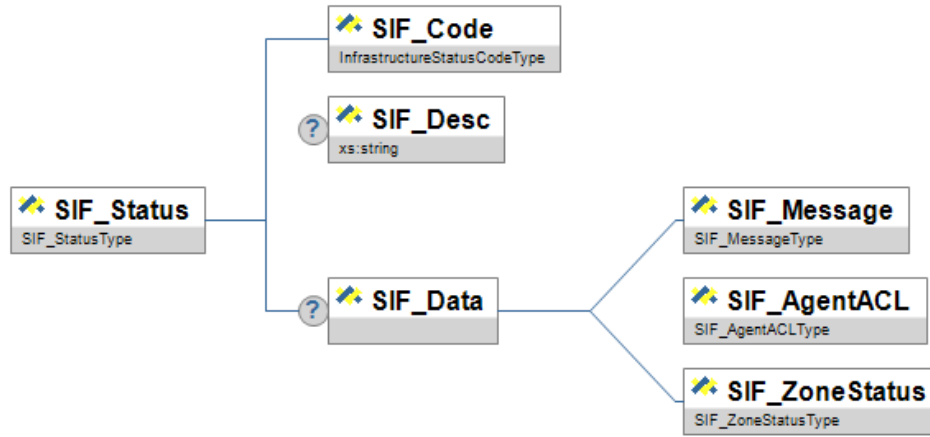 SIF_Code
InfrastructureStatusCodeType
?
SIF_Desc
xs:string
SIF_Status
SIF_StatusType
?
SIF_Data
SIF_Message
SIF_MessageType
SIF_AgentACL
SIF_AgentACLType
SIF_ZoneStatus
SIF_ZoneStatusType